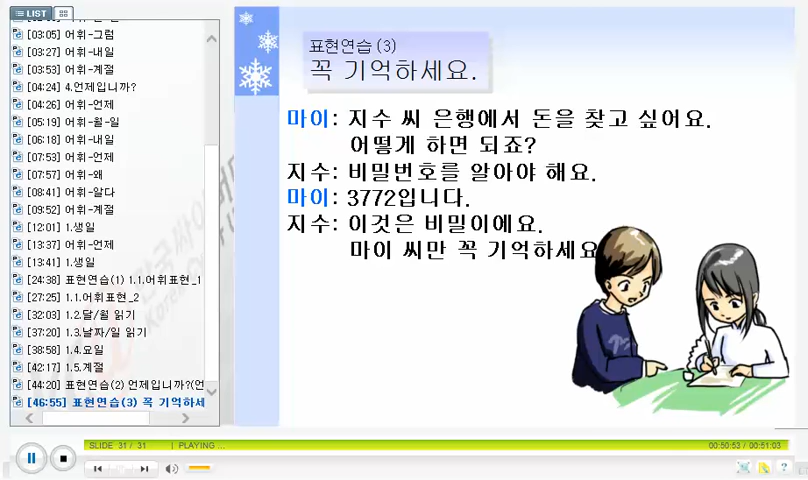 LIST
[03:05] 어휘-그럼
[03:27] 어휘-내일
[03:53] 어휘-계절
[04:24] 4.언제입니까?
[04:26] 어휘-언제
[05:19] 어휘-월-일
[06:18] 어휘-내일
[07:53] 어휘-언제
[07:57] 어휘-왜
[08:41] 어휘-알다
[09:52] 어휘-계절
[12:01] 1.생일
[13:37] 어휘-언제
[13:41] 1.생일
[24:38] 표현연습(1) 1.1.어휘표현_1
[27:25] 1.1.어휘표현_2
[32:03] 1.2.달/월 읽기
[37:20] 1.3.날짜/일 읽기
[38:58] 1.4.요일
[42:17] 1.5.계절
[44:20] 표현연습(2) 언제입니까?(언
[46:55] 표현연습(3) 꼭 기억하세
표현연습(3)
꼭 기억하세요.
마이: 지수 씨 은행에서 돈을 찾고 싶어요.
어떻게 하면 되죠?
지수: 비밀번호를 알아야 해요.
마이: 3772입니다.
지수: 이것은 비밀이에요.
마이 씨만 꼭 기억하세요
SLIDE 31 / 31 | PLAYING ...
00:50:53 / 00:51:03